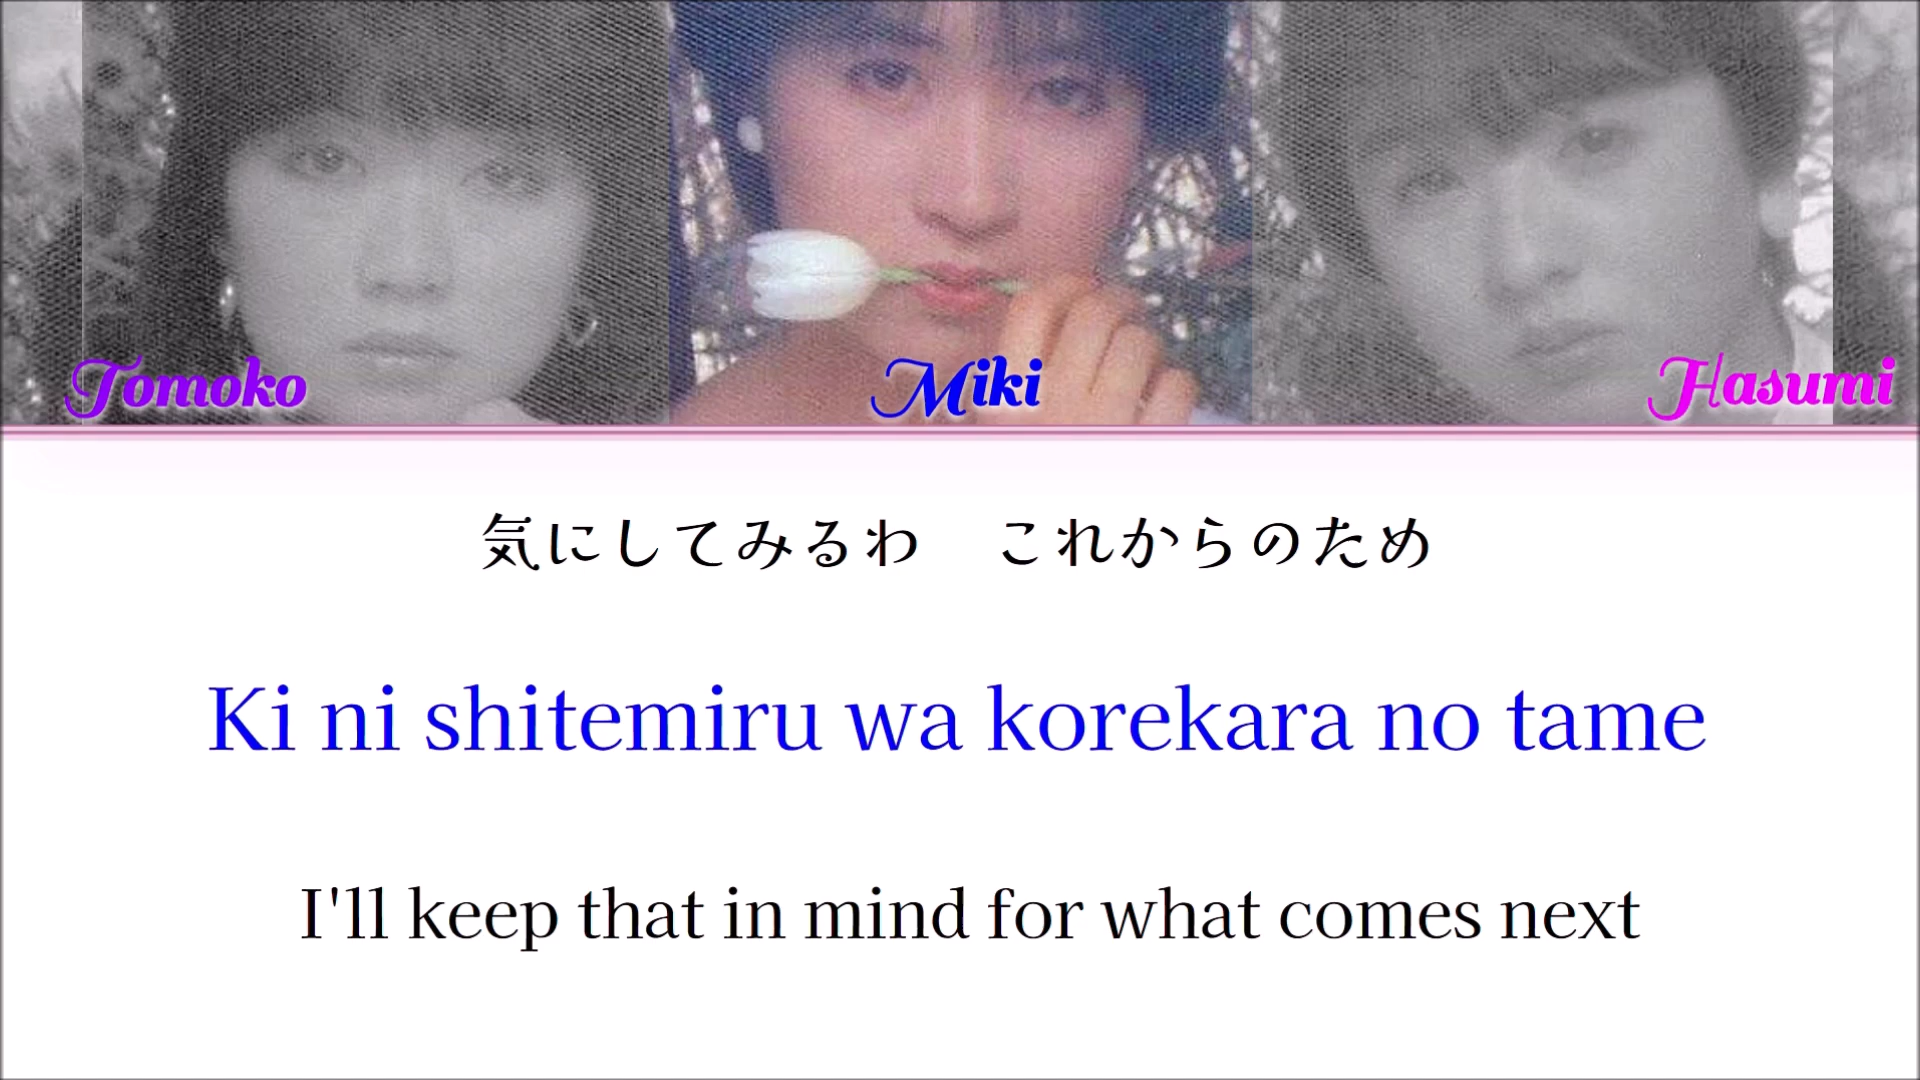 Tomoko
Miki
Hasumi
気にしてみるわ　これからのため
Ki ni shitemiru wa korekara no tame
I'll keep that in mind for what comes next